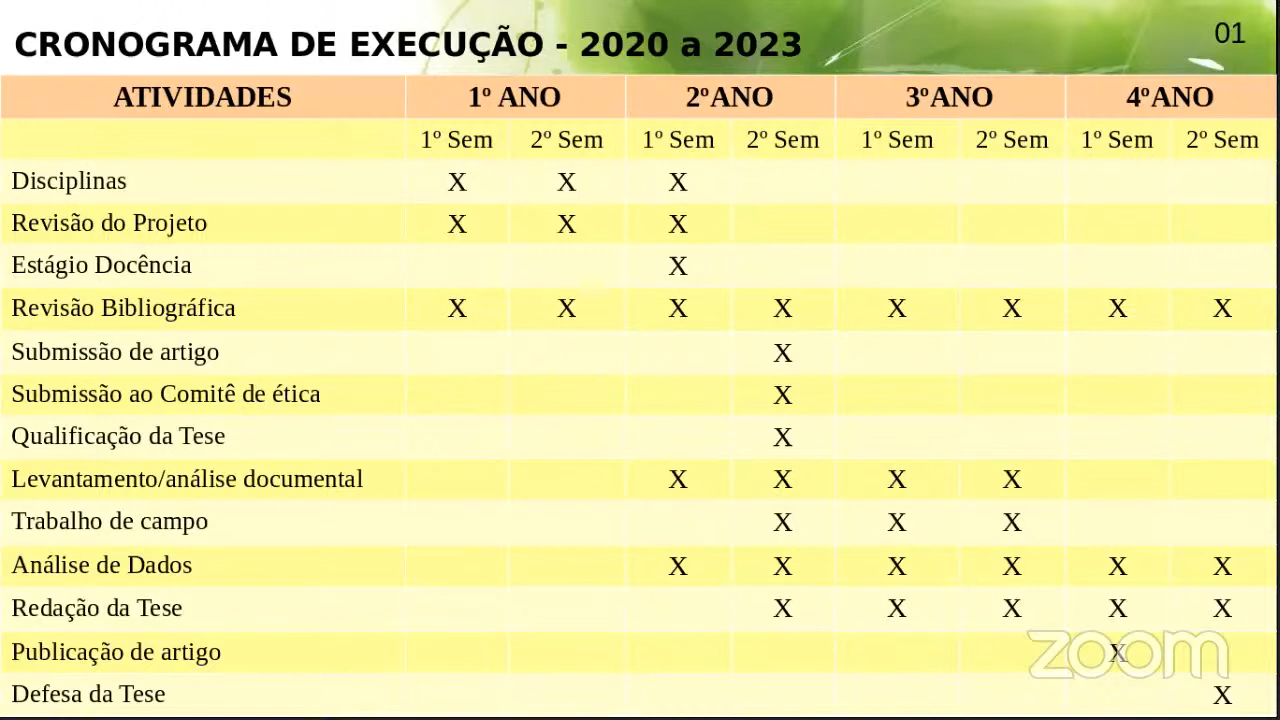 CRONOGRAMA DE EXECUÇÃO - 2020 a 2023
01
ATIVIDADES 1º ANO 2ºANO 3ºANO 4ºANO
1º Sem 2º Sem 1º Sem 2º Sem 1º Sem 2º Sem 1º Sem 2º Sem
Disciplinas X X X
Revisão do Projeto X X X
Estágio Docência X
Revisão Bibliográfica X X X X X X X X
Submissão de artigo X
Submissão ao Comitê de ética X
Qualificação da Tese X
Levantamento/análise documental X X X X
Trabalho de campo X X X
Análise de Dados X X X X X X
Redação da Tese X X X X X
Publicação de artigo X
zoom
Defesa da Tese X